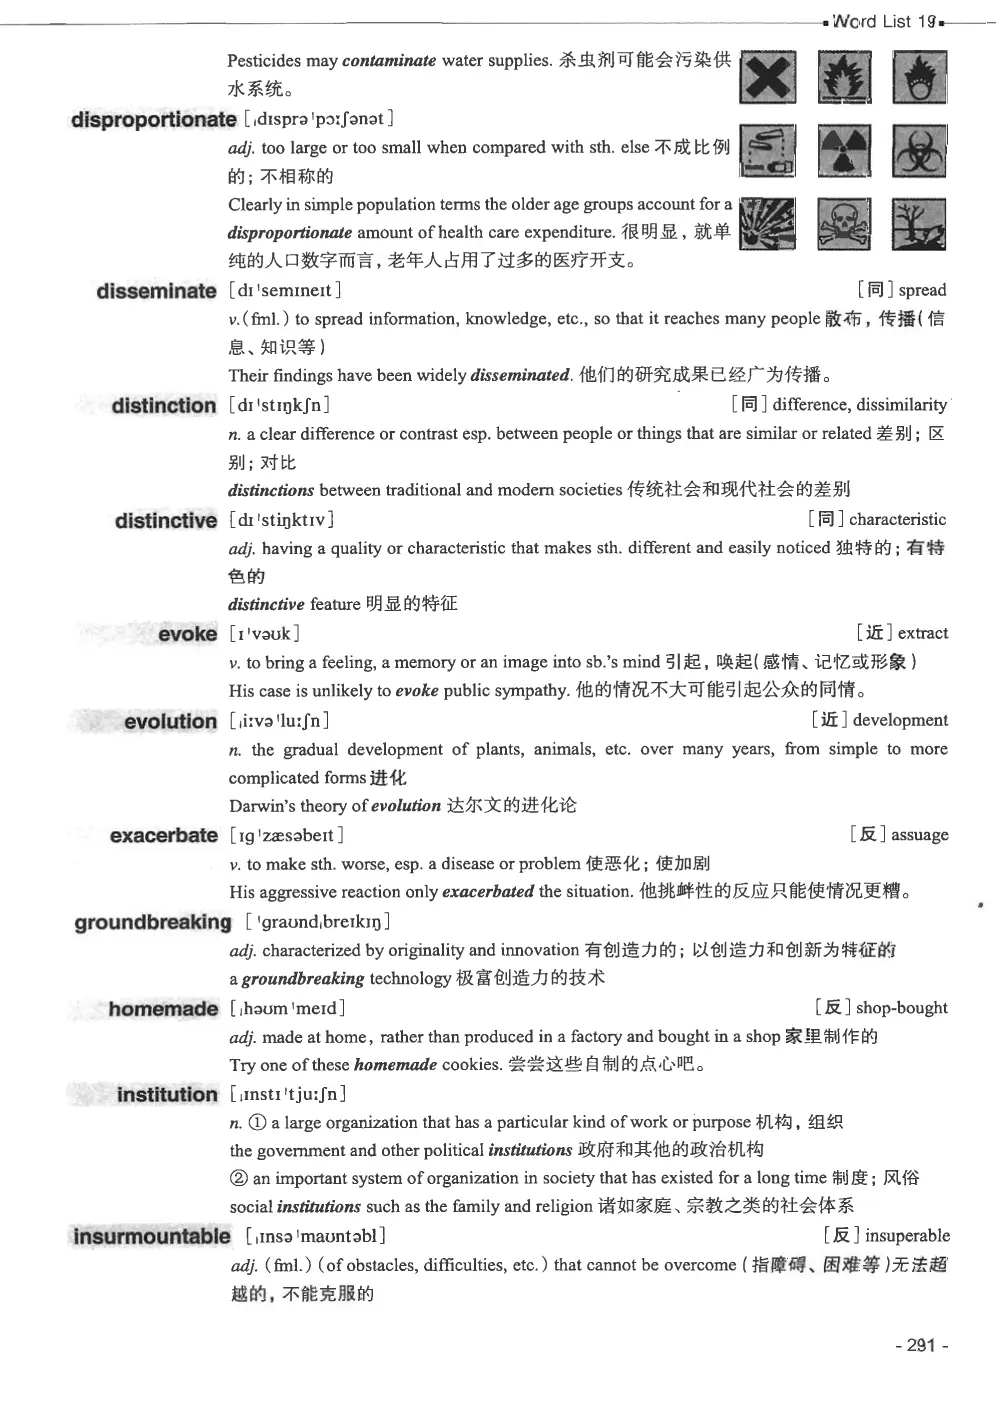 Word List 19
Pesticides may contaminate water supplies. 杀虫剂可能会污染供
水系统。
disproportionate [ˌdɪsprəˈpɔːʃənət]
adj. too large or too small when compared with sth. else 不成比例
的；不相称的
Clearly in simple population terms the older age groups account for a
disproportionate amount of health care expenditure. 很明显，就单
纯的人口数字而言，老年人占用了过多的医疗开支。
disseminate [dɪˈsemɪneɪt] [同] spread
v.(fml.) to spread information, knowledge, etc., so that it reaches many people 散布，传播(信
息、知识等)
Their findings have been widely disseminated. 他们的研究成果已经广为传播。
distinction [dɪˈstɪŋkʃn] [同] difference, dissimilarity
n. a clear difference or contrast esp. between people or things that are similar or related 差别；区
别；对比
distinctions between traditional and modern societies 传统社会和现代社会的差别
distinctive [dɪˈstiŋktɪv] [同] characteristic
adj. having a quality or characteristic that makes sth. different and easily noticed 独特的；有特
色的
distinctive feature 明显的特征
evoke [ɪˈvəʊk] [近] extract
v. to bring a feeling, a memory or an image into sb.'s mind 引起，唤起(感情、记忆或形象)
His case is unlikely to evoke public sympathy. 他的情况不大可能引起公众的同情。
evolution [ˌiːvəˈluːʃn] [近] development
n. the gradual development of plants, animals, etc. over many years, from simple to more
complicated forms 进化
Darwin's theory of evolution 达尔文的进化论
exacerbate [ɪgˈzæsəbeɪt] [反] assuage
v. to make sth. worse, esp. a disease or problem 使恶化；使加剧
His aggressive reaction only exacerbated the situation. 他挑衅性的反应只能使情况更糟。
groundbreaking [ˈgraʊndˌbreɪkɪŋ]
adj. characterized by originality and innovation 有创造力的；以创造力和创新为特征的
a groundbreaking technology 极富创造力的技术
homemade [ˌhəʊmˈmeɪd] [反] shop-bought
adj. made at home, rather than produced in a factory and bought in a shop 家里制作的
Try one of these homemade cookies. 尝尝这些自制的点心吧。
institution [ˌɪnstɪˈtjuːʃn]
n. ① a large organization that has a particular kind of work or purpose 机构，组织
the government and other political institutions 政府和其他的政治机构
② an important system of organization in society that has existed for a long time 制度；风俗
social institutions such as the family and religion 诸如家庭、宗教之类的社会体系
insurmountable [ˌɪnsəˈmaʊntəbl] [反] insuperable
adj. (fml.) (of obstacles, difficulties, etc.) that cannot be overcome (指障碍、困难等)无法超
越的，不能克服的
- 291 -